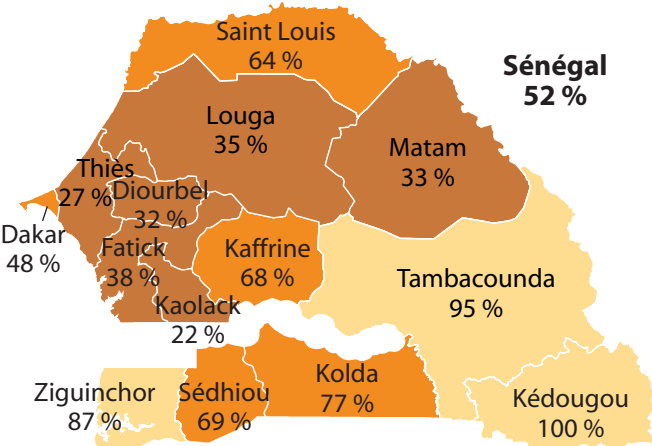 Saint Louis
64 %
Sénégal
52 %
Louga
35 %
Matam
33 %
Thiès
27 %
Diourbel
32 %
Dakar
48 %
Fatick
38 %
Kaffrine
68 %
Tambacounda
95 %
Kaolack
22 %
Ziguinchor
87 %
Sédhiou
69 %
Kolda
77 %
Kédougou
100 %